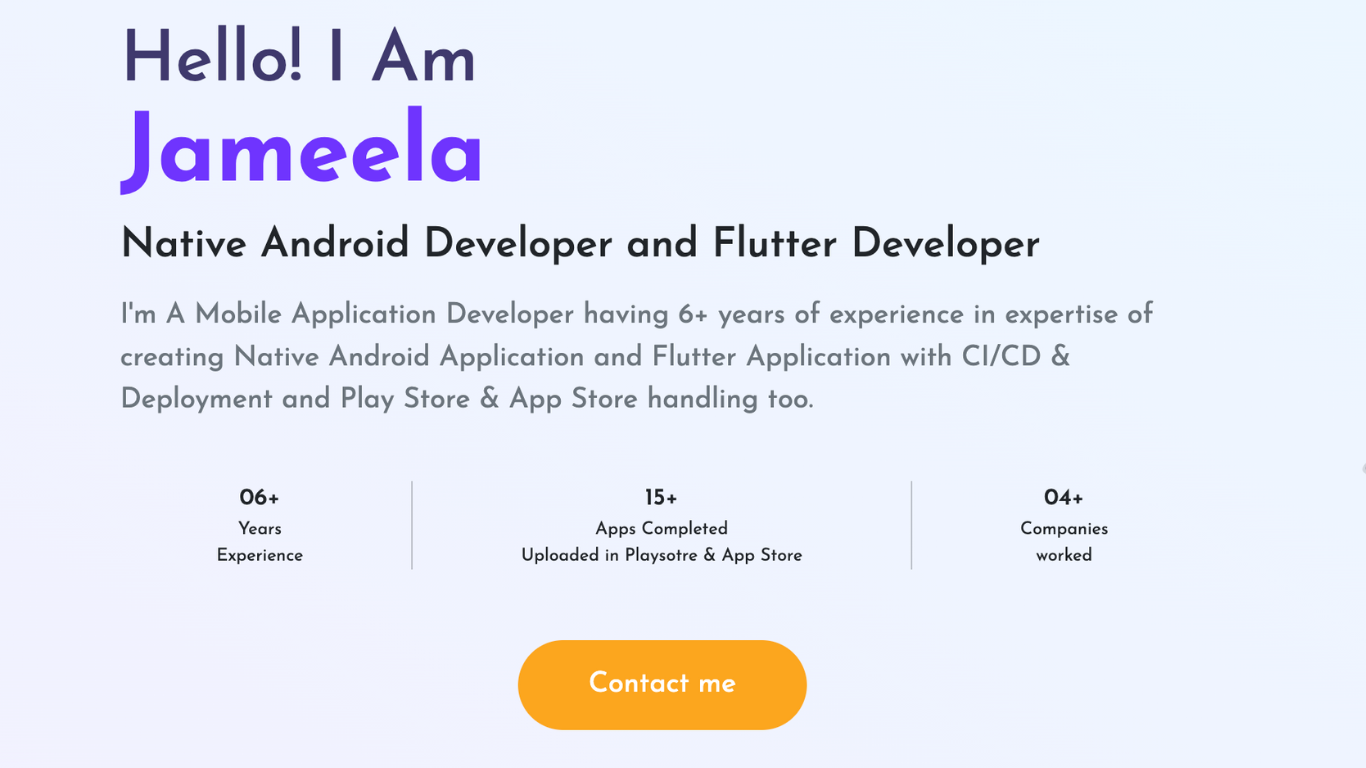 Hello! I Am
Jameela
Native Android Developer and Flutter Developer
I'm A Mobile Application Developer having 6+ years of experience in expertise of
creating Native Android Application and Flutter Application with CI/CD &
Deployment and Play Store & App Store handling too.
06+
Years
Experience
15+
Apps Completed
Uploaded in Playsotre & App Store
04+
Companies
worked
Contact me